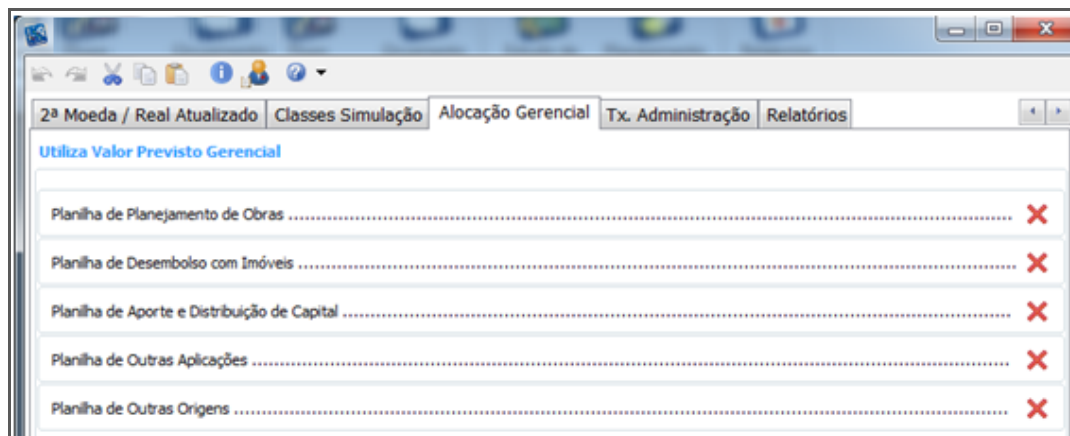 2ª Moeda / Real Atualizado Classes Simulação Alocação Gerencial Tx. Administração Relatórios
Utiliza Valor Previsto Gerencial
Planilha de Planejamento de Obras
Planilha de Desembolso com Imóveis
Planilha de Aporte e Distribuição de Capital
Planilha de Outras Aplicações
Planilha de Outras Origens